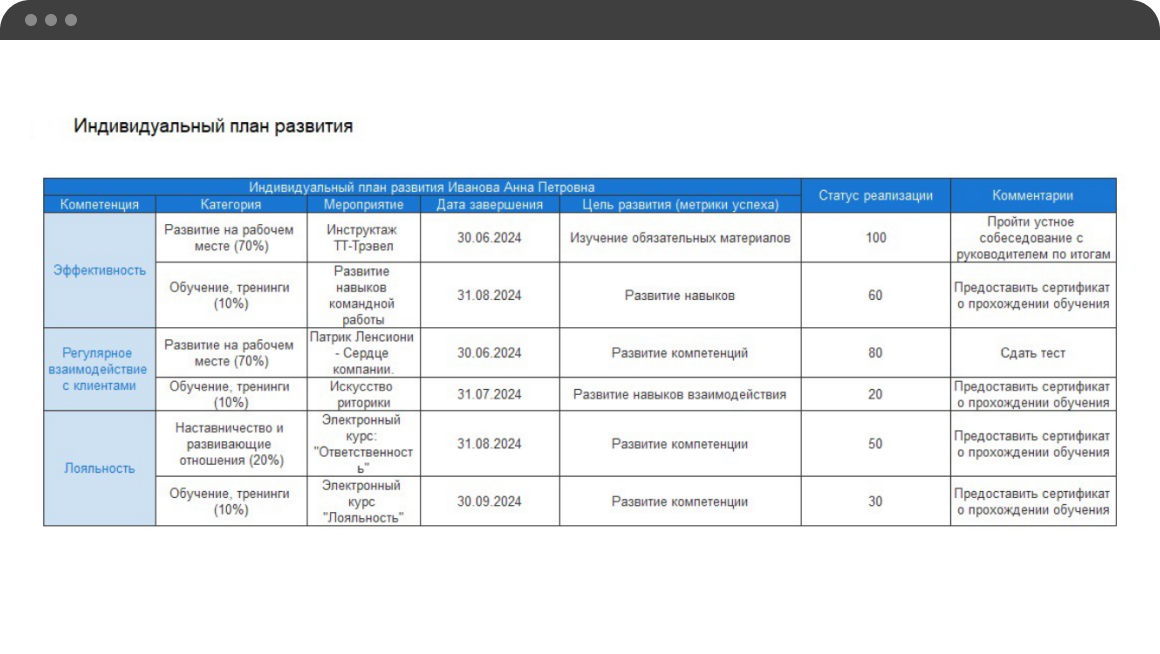 Индивидуальный план развития
Индивидуальный план развития Иванова Анна Петровна
Статус реализации
Комментарии
Компетенция
Категория
Мероприятие
Дата завершения
Цель развития (метрики успеха)
Эффективность
Развитие на рабочем
месте (70%)
Инструктаж
ТТ-Трэвел
30.06.2024
Изучение обязательных материалов
100
Пройти устное
собеседование с
руководителем по итогам
Обучение, тренинги
(10%)
Развитие
навыков
командной
работы
31.08.2024
Развитие навыков
60
Предоставить сертификат
о прохождении обучения
Регулярное
взаимодействие
с клиентами
Развитие на рабочем
месте (70%)
Патрик Ленсиони
- Сердце
компании.
30.06.2024
Развитие компетенций
80
Сдать тест
Обучение, тренинги
(10%)
Искусство
риторики
31.07.2024
Развитие навыков взаимодействия
20
Предоставить сертификат
о прохождении обучения
Лояльность
Наставничество и
развивающие
отношения (20%)
Электронный
курс:
"Ответственност
ь"
31.08.2024
Развитие компетенции
50
Предоставить сертификат
о прохождении обучения
Обучение, тренинги
(10%)
Электронный
курс
"Лояльность"
30.09.2024
Развитие компетенции
30
Предоставить сертификат
о прохождении обучения